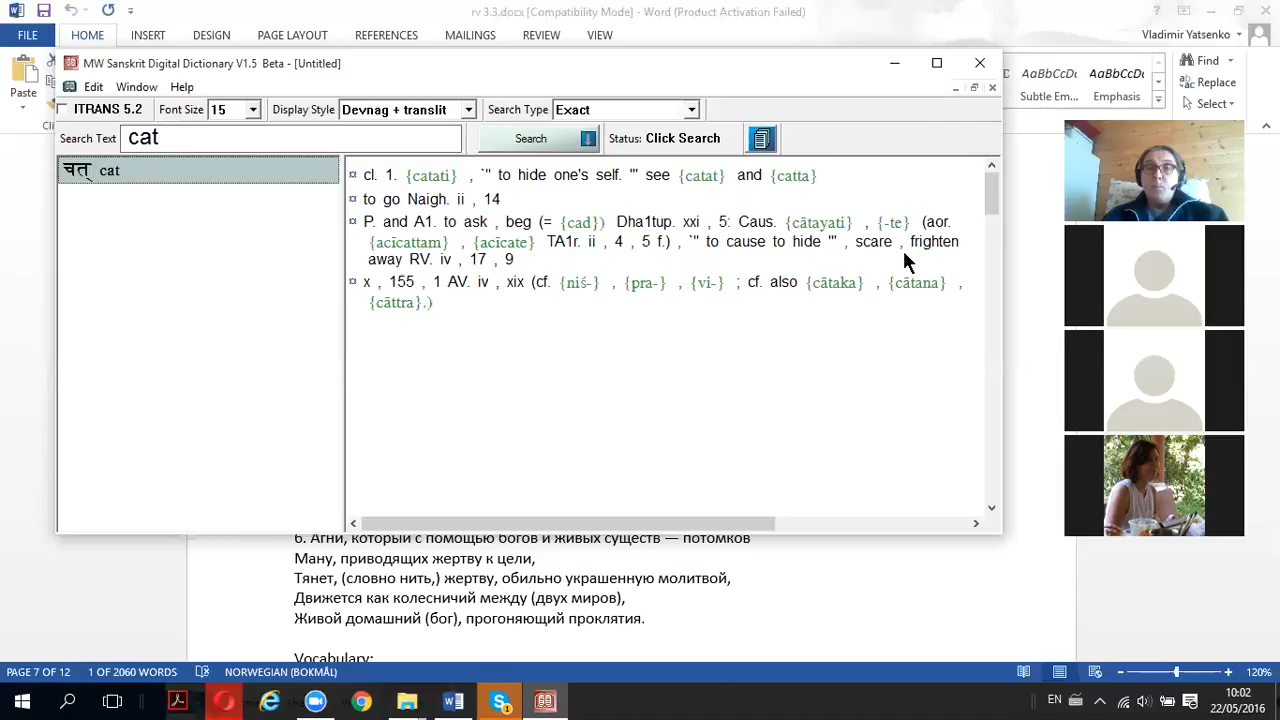 rv 3.3.docx [Compatibility Mode] - Word (Product Activation Failed)
FILE HOME INSERT DESIGN PAGE LAYOUT REFERENCES MAILINGS REVIEW VIEW Vladimir Yatsenko
MW Sanskrit Digital Dictionary V1.5 Beta - [Untitled]
Paste
Edit Window Help
AaBbCcDc AaBbCcDc
Subtle Em... Emphasis
Find
Replace
Select
ITRANS 5.2 Font Size 15 Display Style Devnag + translit Search Type Exact
Search Text cat Search Status: Click Search
चत् cat
¤ cl. 1. {catati} , `" to hide one's self. "' see {catat} and {catta}
¤ to go Naigh. ii , 14
¤ P. and A1. to ask , beg (= {cad}) Dha1tup. xxi , 5: Caus. {cātayati} , {-te} (aor.
{acīcattam} , {acīcate} TA1r. ii , 4 , 5 f.) , `" to cause to hide "' , scare , frighten
away RV. iv , 17 , 9
¤ x , 155 , 1 AV. iv , xix (cf. {niś-} , {pra-} , {vi-} ; cf. also {cātaka} , {cātana} ,
{cāttra}.)
6. Агни, который с помощью богов и живых существ — потомков
Ману, приводящих жертву к цели,
Тянет, (словно нить,) жертву, обильно украшенную молитвой,
Движется как колесничий между (двух миров),
Живой домашний (бог), прогоняющий проклятия.
Vocabulary:
PAGE 7 OF 12 1 OF 2060 WORDS NORWEGIAN (BOKMÅL) 120%
EN 10:02
22/05/2016